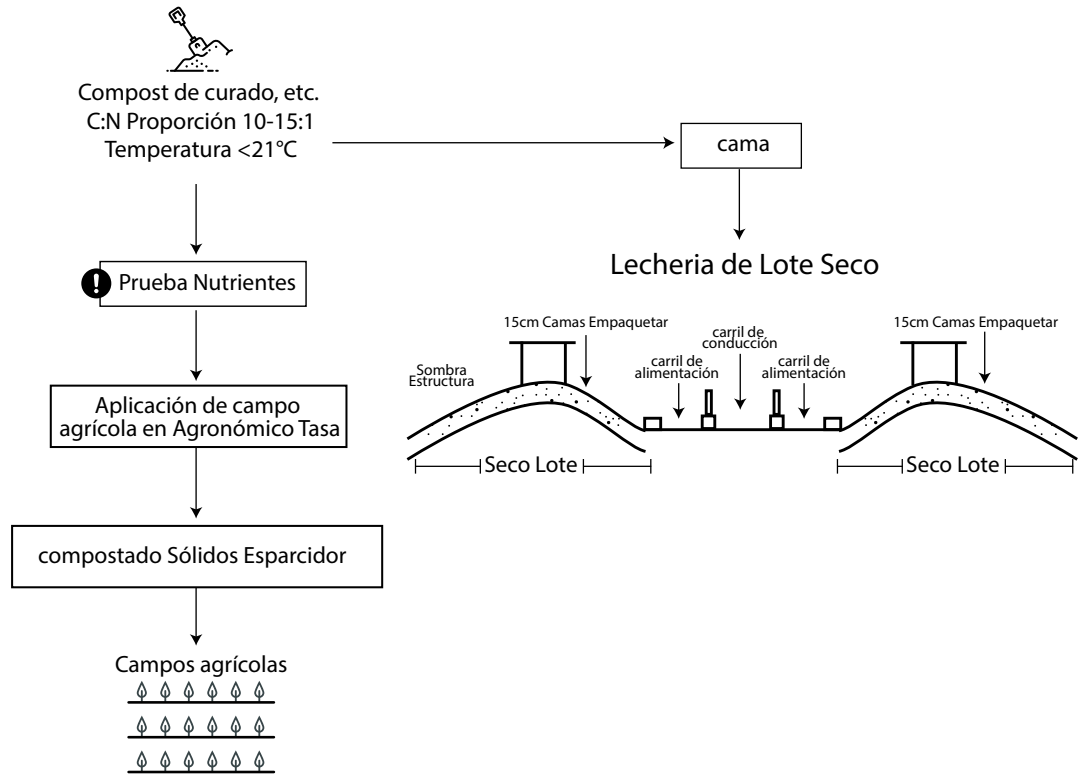 Compost de curado, etc.
C:N Proporción 10-15:1
Temperatura <21°C
cama
! Prueba Nutrientes
Lecheria de Lote Seco
15cm Camas Empaquetar
carril de
conducción
15cm Camas Empaquetar
Sombra
Estructura
carril de
alimentación
carril de
alimentación
Aplicación de campo
agrícola en Agronómico Tasa
Seco Lote
Seco Lote
compostado Sólidos Esparcidor
Campos agrícolas